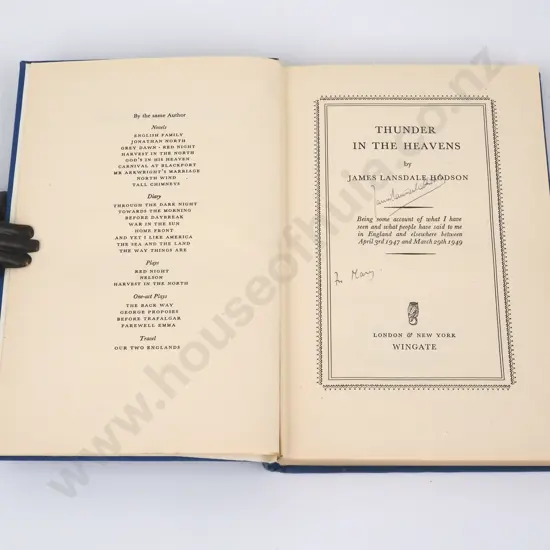 By the same Author
Novels
ENGLISH FAMILY
JONATHAN NORTH
GREY DAWN - RED NIGHT
HARVEST IN THE NORTH
GOD'S IN HIS HEAVEN
CARNIVAL AT BLACKPORT
MR ARKWRIGHT'S MARRIAGE
NORTH WIND
TALL CHIMNEYS
Diary
THROUGH THE DARK NIGHT
TOWARDS THE MORNING
BEFORE DAYBREAK
WAR IN THE SUN
HOME FRONT
AND YET I LIKE AMERICA
THE SEA AND THE LAND
THE WAY THINGS ARE
Plays
RED NIGHT
NELSON
HARVEST IN THE NORTH
One-act Plays
THE BACK WAY
GEORGE PROPOSES
BEFORE TRAFALGAR
FAREWELL EMMA
Travel
OUR TWO ENGLANDS
THUNDER
IN THE HEAVENS
by
JAMES LANSDALE HODSON
Being some account of what I have
seen and what people have said to me
in England and elsewhere between
April 3rd 1947 and March 29th 1949
To Mary
LONDON & NEW YORK
WINGATE
www.houseofhung.co.nz